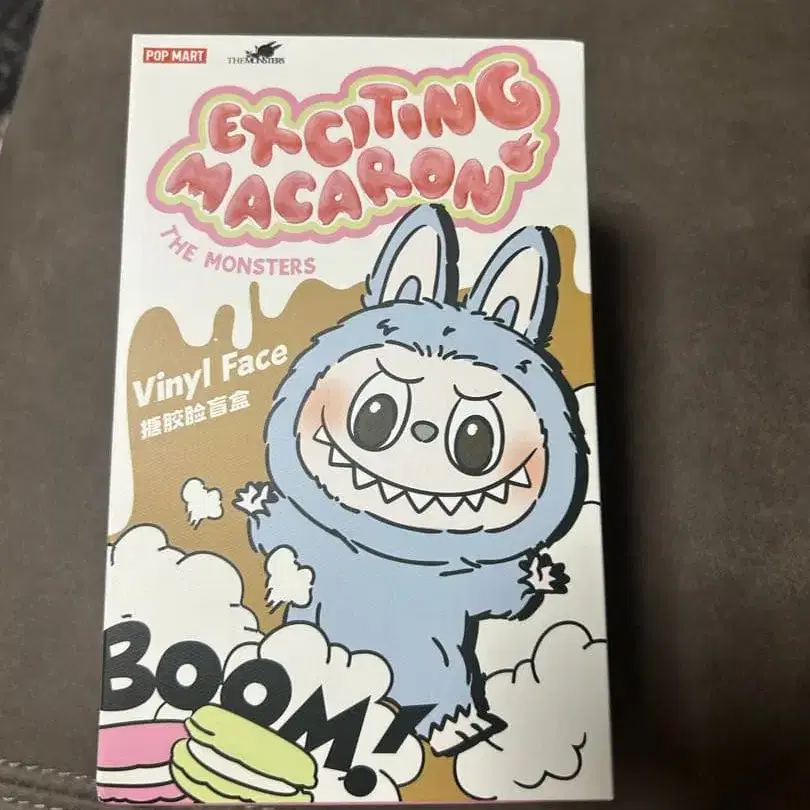 POP MART
THE MONSTERS
EXCITING
MACARON
THE MONSTERS
Vinyl Face
搪胶脸盲盒
BOOM!